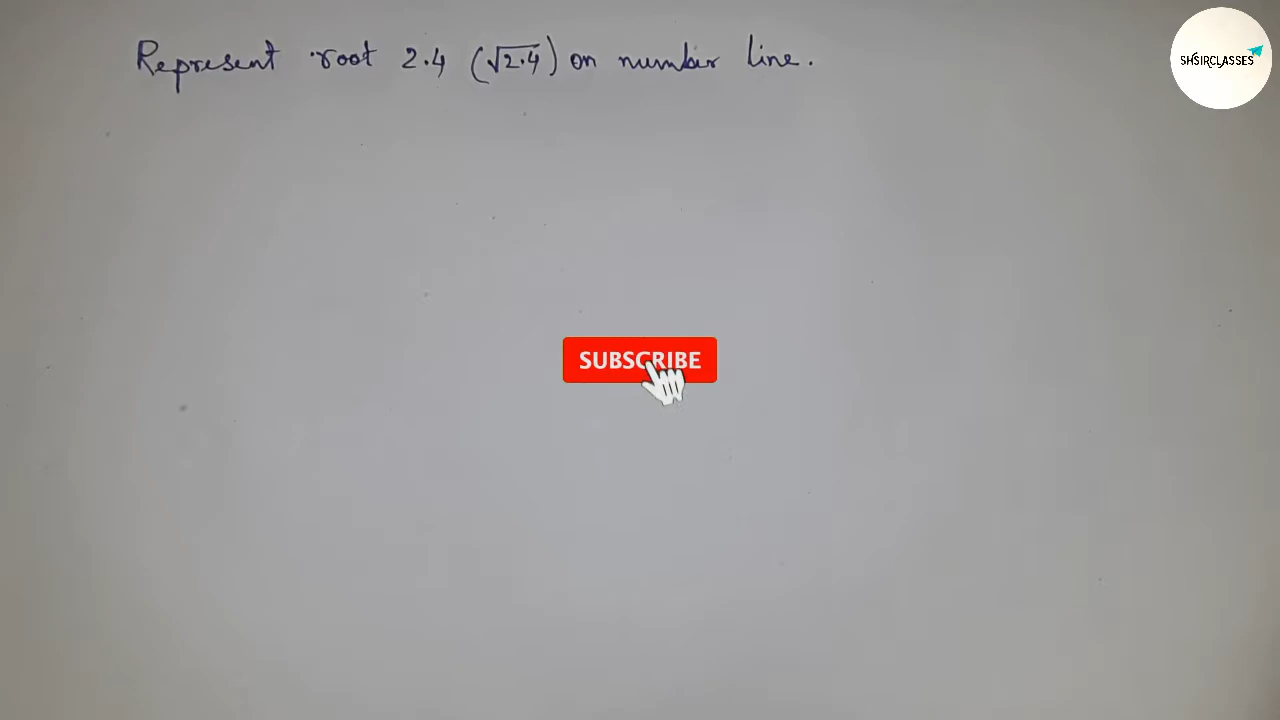 Represent root 2.4 (√2.4) on number line.
SHSIRCLASSES
SUBSCRIBE